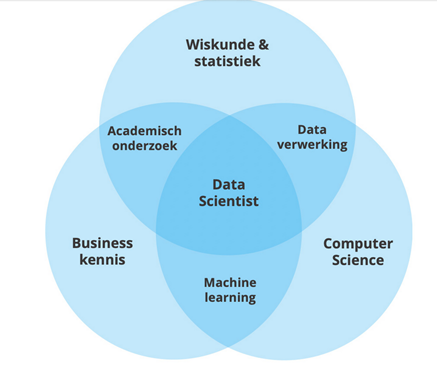 Wiskunde &
statistiek
Academisch
onderzoek
Data
verwerking
Data
Scientist
Business
kennis
Computer
Science
Machine
learning